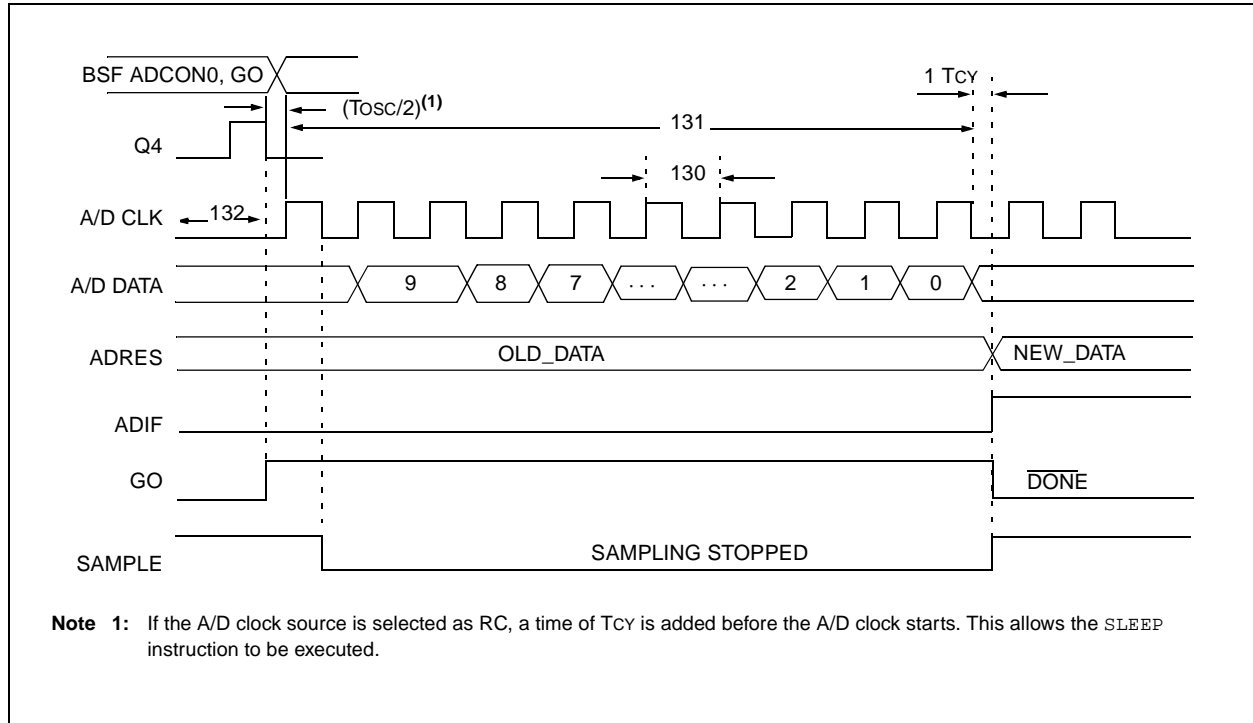 BSF ADCON0, GO
1 TCY
(TOSC/2)(1)
131
Q4
130
A/D CLK
132
A/D DATA
9 8 7 . . . . . . 2 1 0
ADRES
OLD_DATA
NEW_DATA
ADIF
GO
DONE
SAMPLE
SAMPLING STOPPED
Note 1: If the A/D clock source is selected as RC, a time of TCY is added before the A/D clock starts. This allows the SLEEP
instruction to be executed.